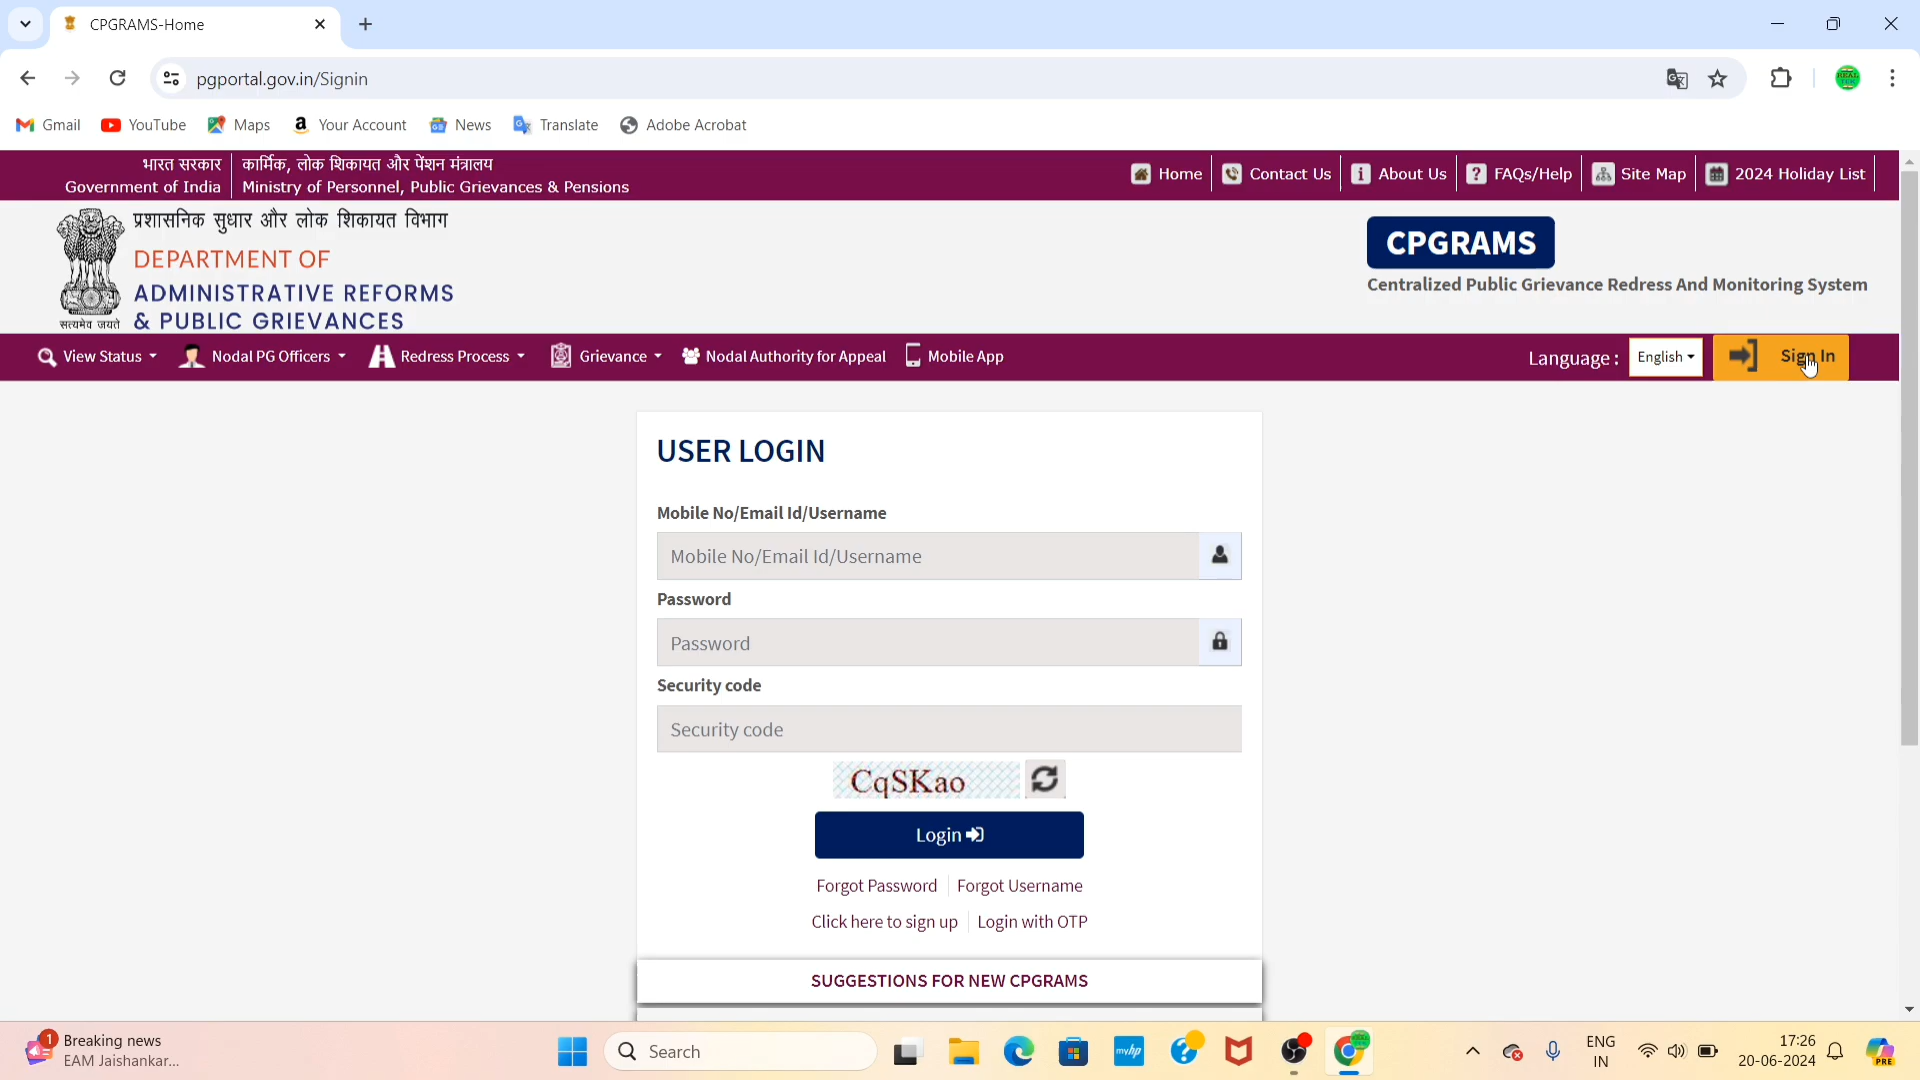 CPGRAMS-Home
pgportal.gov.in/Signin
Gmail YouTube Maps Your Account News Translate Adobe Acrobat
भारत सरकार कार्मिक, लोक शिकायत और पेंशन मंत्रालय
Government of India Ministry of Personnel, Public Grievances & Pensions
Home Contact Us About Us FAQs/Help Site Map 2024 Holiday List
प्रशासनिक सुधार और लोक शिकायत विभाग
DEPARTMENT OF
ADMINISTRATIVE REFORMS
& PUBLIC GRIEVANCES
सत्यमेव जयते
CPGRAMS
Centralized Public Grievance Redress And Monitoring System
View Status Nodal PG Officers Redress Process Grievance Nodal Authority for Appeal Mobile App Language : English Sign In
USER LOGIN
Mobile No/Email Id/Username
Mobile No/Email Id/Username
Password
Password
Security code
Security code
CqSKao
Login
Forgot Password Forgot Username
Click here to sign up Login with OTP
SUGGESTIONS FOR NEW CPGRAMS
1 Breaking news
EAM Jaishankar...
Search
myhp
ENG
IN
17:26
20-06-2024
PRE